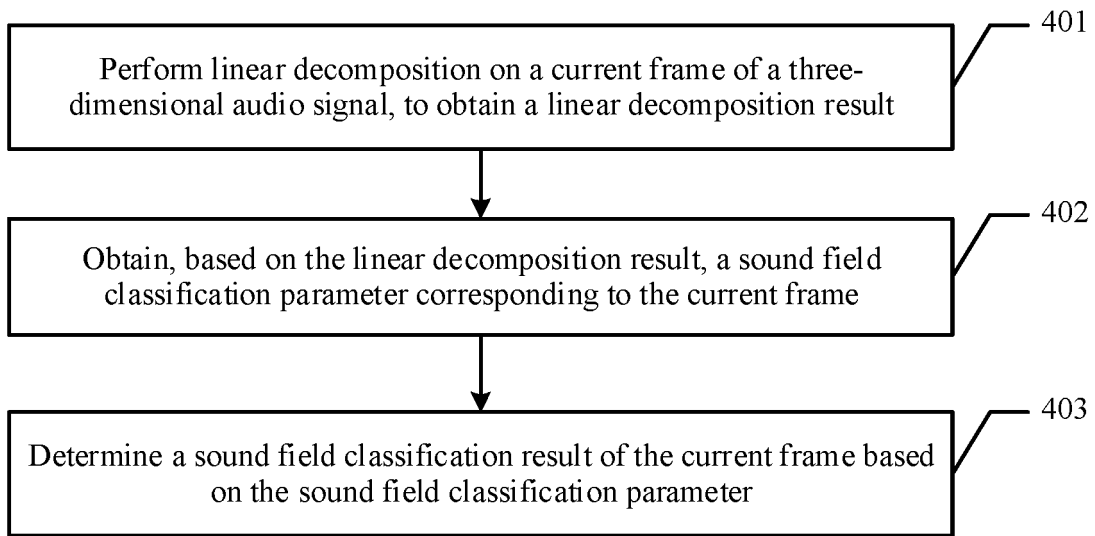 401
Perform linear decomposition on a current frame of a three-
dimensional audio signal, to obtain a linear decomposition result
402
Obtain, based on the linear decomposition result, a sound field
classification parameter corresponding to the current frame
403
Determine a sound field classification result of the current frame based
on the sound field classification parameter